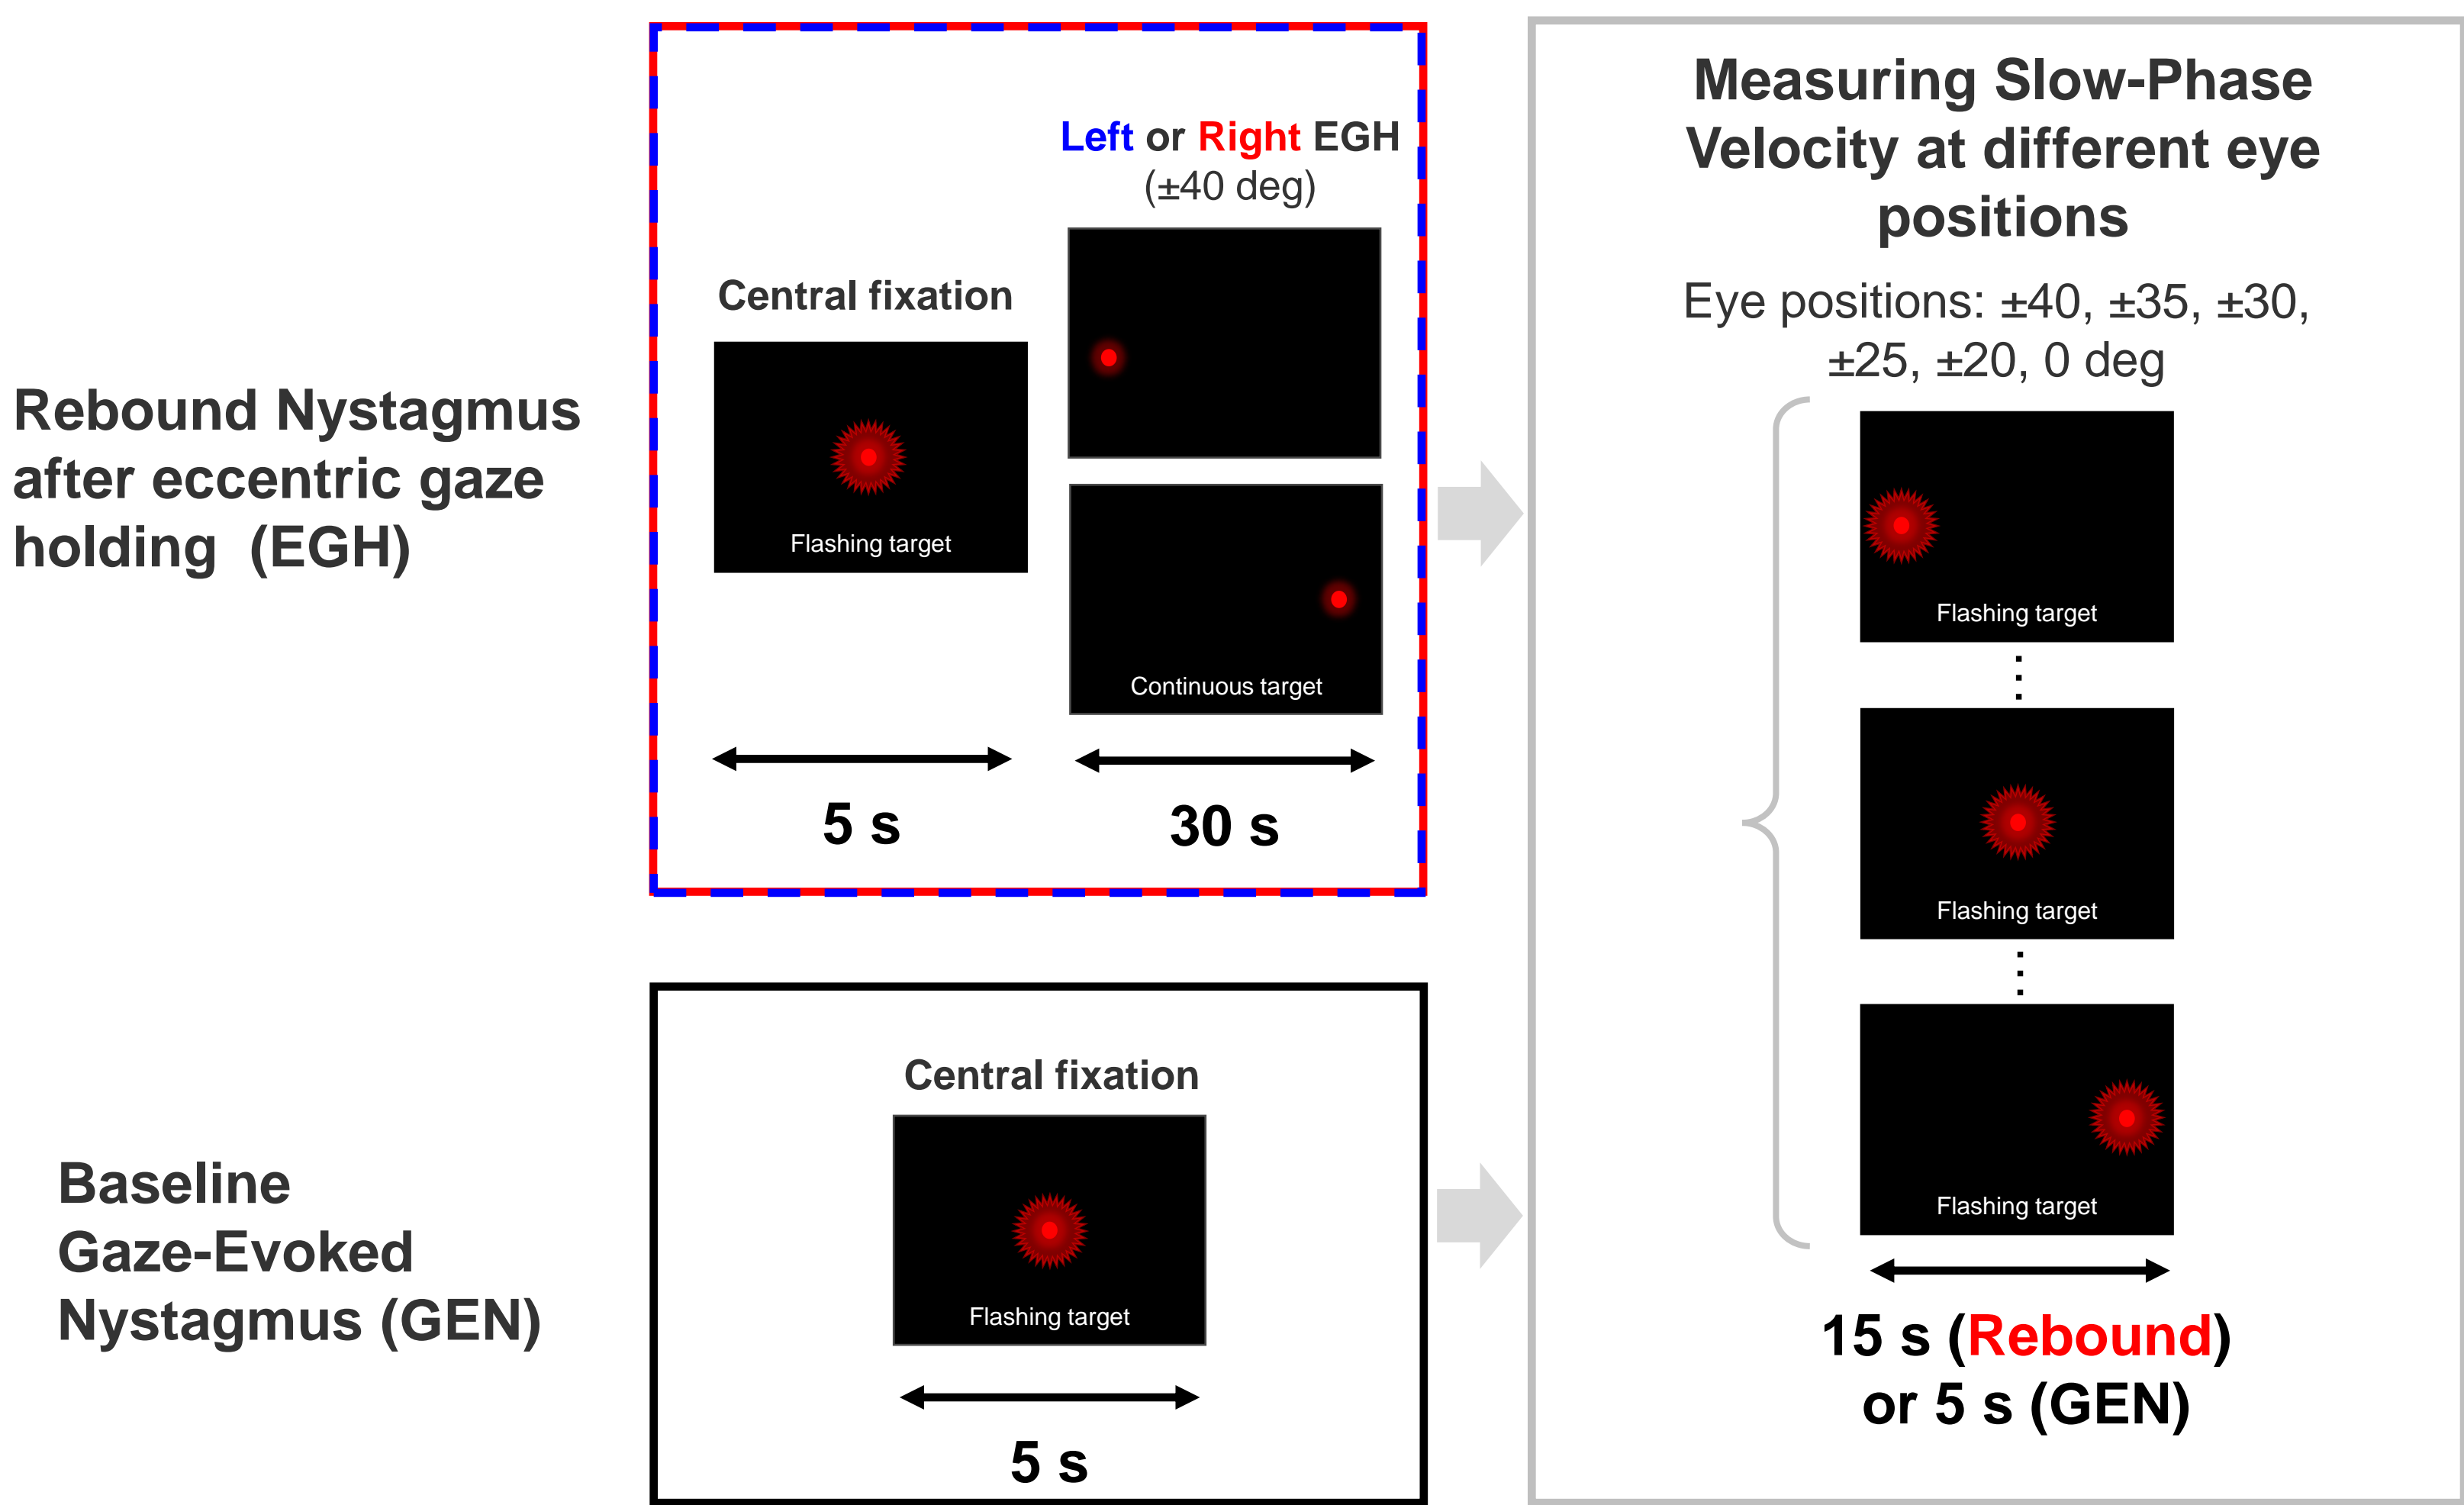 Rebound Nystagmus
after eccentric gaze
holding (EGH)
Central fixation
Flashing target
5 s
Left or Right EGH
(±40 deg)
Continuous target
30 s
Baseline
Gaze-Evoked
Nystagmus (GEN)
Central fixation
Flashing target
5 s
Measuring Slow-Phase
Velocity at different eye
positions
Eye positions: ±40, ±35, ±30,
±25, ±20, 0 deg
Flashing target
Flashing target
Flashing target
15 s (Rebound)
or 5 s (GEN)